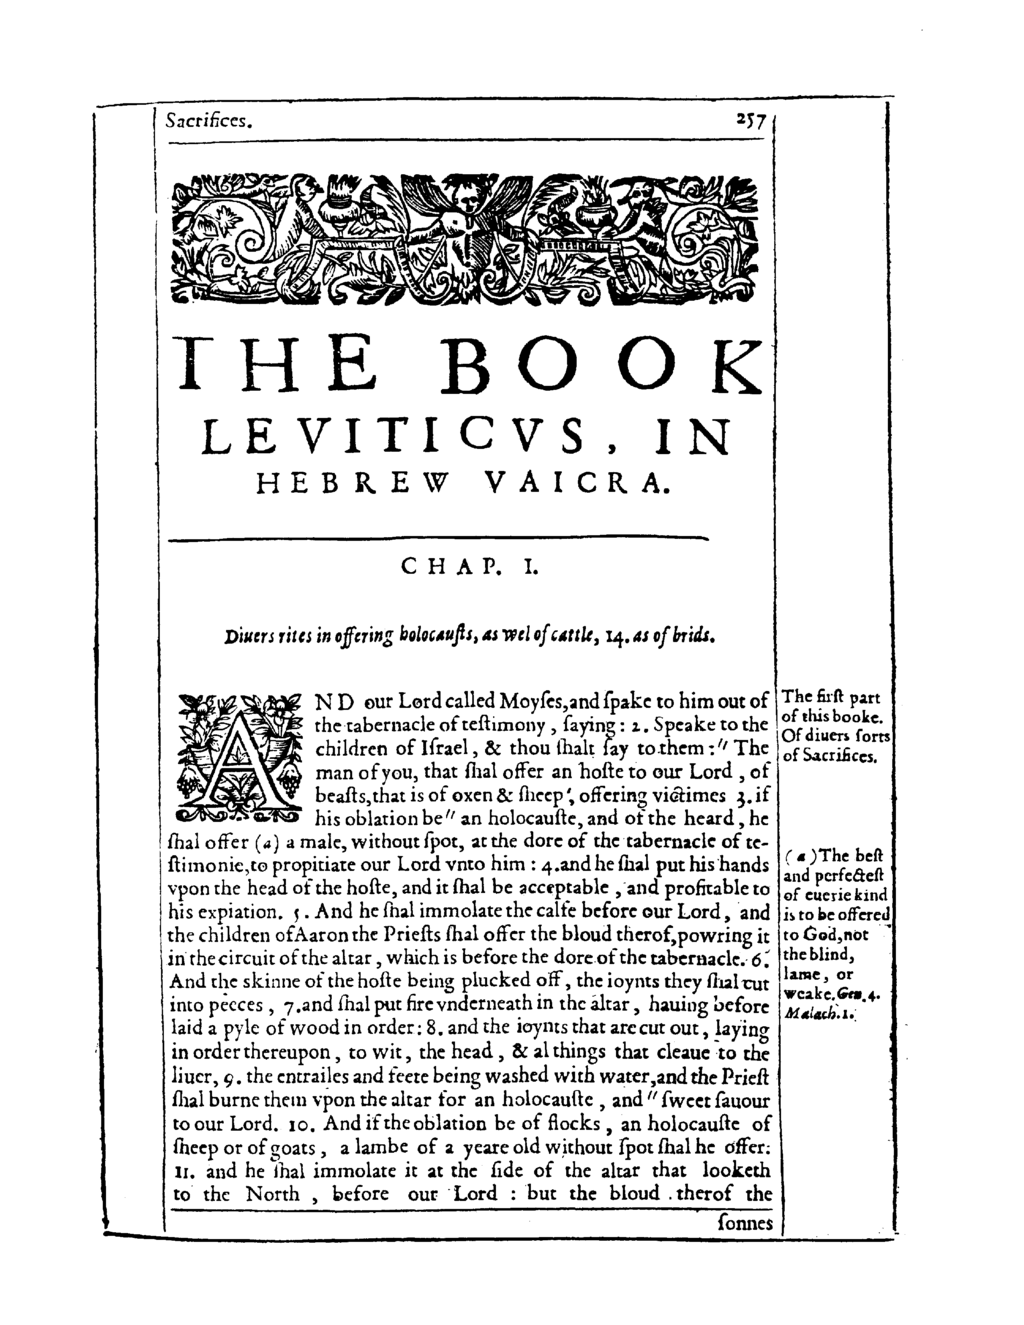 Sacrifices. 257
THE BOOK
LEVITICVS, IN
HEBREW VAICRA.
CHAP. I.
Diuers rites in offering holocauſts, as wel of cattle, 14. as of brids.
AND our Lord called Moyſes, and ſpake to him out of
the tabernacle of teſtimony, ſaying: 2. Speake to the
children of Iſrael, & thou ſhalt ſay to them: " The
man of you, that ſhal offer an hoſte to our Lord, of
beaſts, that is of oxen & ſheep, offering victimes 3. if
his oblation be " an holocauſte, and of the heard, he
ſhal offer (a) a male, without ſpot, at the dore of the tabernacle of te-
ſtimonie, to propitiate our Lord vnto him: 4. and he ſhal put his hands
vpon the head of the hoſte, and it ſhal be acceptable, and profitable to
his expiation. 5. And he ſhal immolate the calfe before our Lord, and
the children of Aaron the Prieſts ſhal offer the bloud therof, powring it
in the circuit of the altar, which is before the dore of the tabernacle. 6.
And the skinne of the hoſte being plucked off, the ioynts they ſhal cut
into peeces, 7. and ſhal put fire vnderneath in the altar, hauing before
laid a pyle of wood in order: 8. and the ioynts that are cut out, laying
in order thereupon, to wit, the head, & al things that cleaue to the
liuer, 9. the entrailes and feete being washed with water, and the Prieſt
ſhal burne them vpon the altar for an holocauſte, and " ſweet ſauour
to our Lord. 10. And if the oblation be of flocks, an holocauſte of
ſheep or of goats, a lambe of a yeare old without ſpot ſhal he offer:
11. and he ſhal immolate it at the ſide of the altar that looketh
to the North, before our Lord: but the bloud therof the
ſonnes
The firſt part
of this booke.
Of diuers ſorts
of Sacrifices.
(a) The beſt
and perfecteſt
of euerie kind
is to be offered
to God, not
the blind,
lame, or
weake. Gen. 4.
Malach. 1.